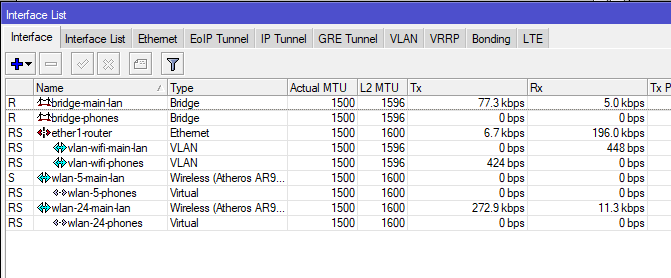 Interface List
Interface Interface List Ethernet EoIP Tunnel IP Tunnel GRE Tunnel VLAN VRRP Bonding LTE
Name Type Actual MTU L2 MTU Tx Rx Tx P
R bridge-main-lan Bridge 1500 1596 77.3 kbps 5.0 kbps
R bridge-phones Bridge 1500 1596 0 bps 0 bps
RS ether1-router Ethernet 1500 1600 6.7 kbps 196.0 kbps
RS vlan-wifi-main-lan VLAN 1500 1596 0 bps 448 bps
RS vlan-wifi-phones VLAN 1500 1596 424 bps 0 bps
S wlan-5-main-lan Wireless (Atheros AR9... 1500 1600 0 bps 0 bps
RS wlan-5-phones Virtual 1500 1600 0 bps 0 bps
RS wlan-24-main-lan Wireless (Atheros AR9... 1500 1600 272.9 kbps 11.3 kbps
RS wlan-24-phones Virtual 1500 1600 0 bps 0 bps